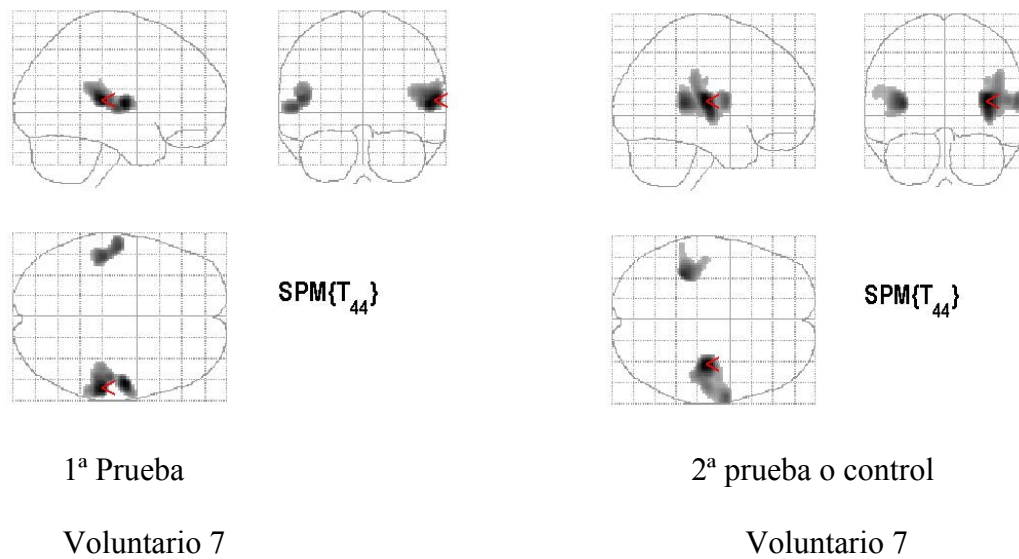 SPM{T44}
SPM{T44}
1ª Prueba
2ª prueba o control
Voluntario 7
Voluntario 7